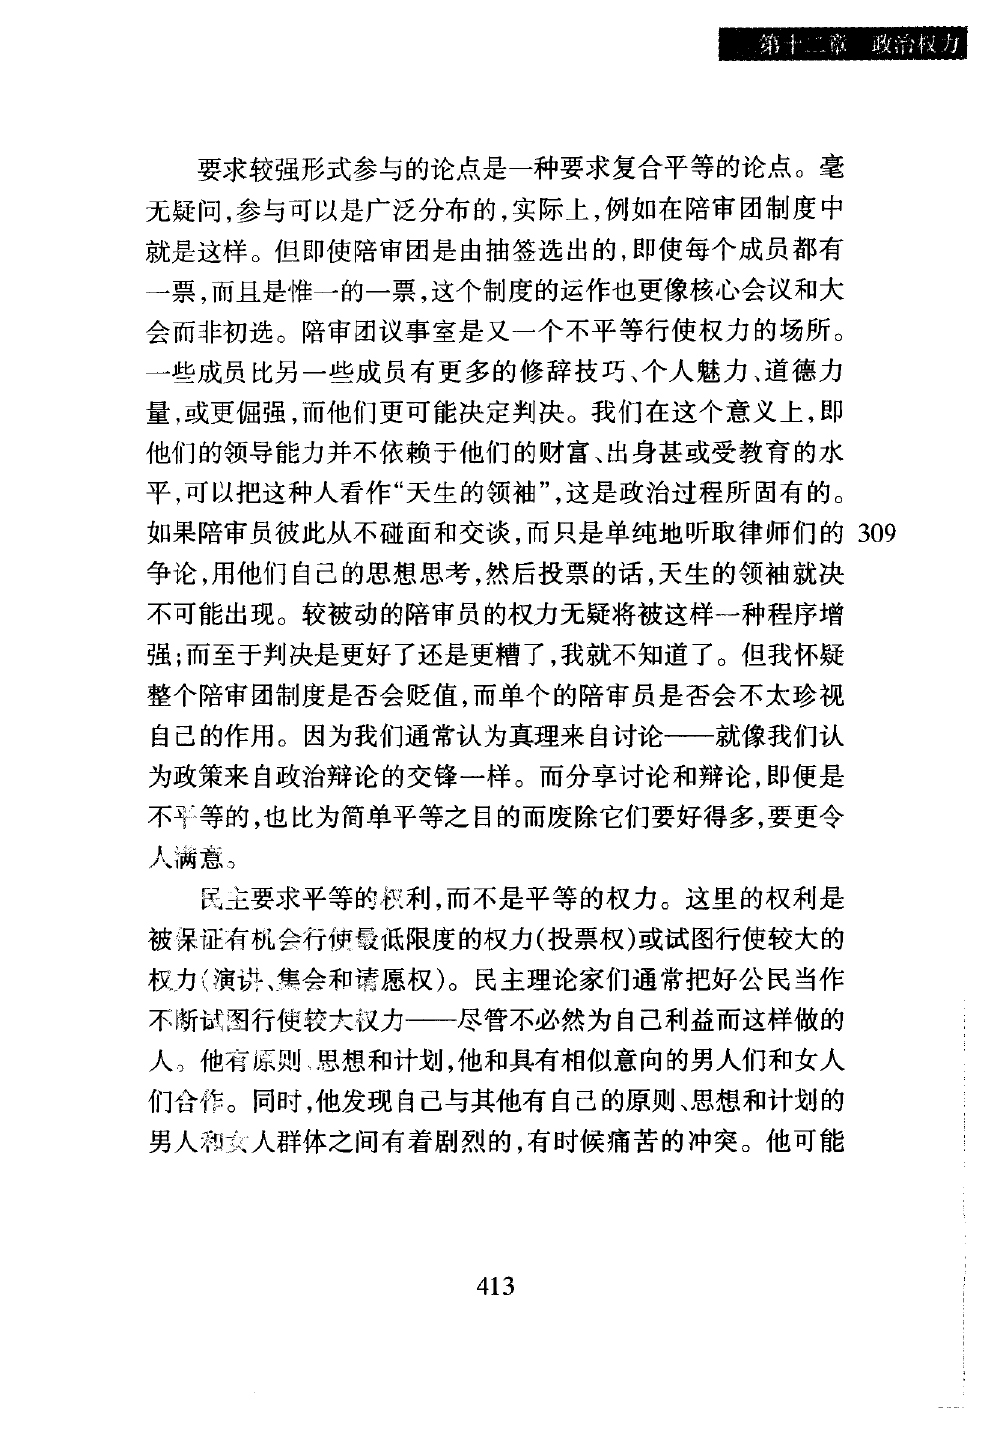 第十二章 政治权力
要求较强形式参与的论点是一种要求复合平等的论点。毫
无疑问,参与可以是广泛分布的,实际上,例如在陪审团制度中
就是这样。但即使陪审团是由抽签选出的,即使每个成员都有
一票,而且是惟一的一票,这个制度的运作也更像核心会议和大
会而非初选。陪审团议事室是又一个不平等行使权力的场所。
一些成员比另一些成员有更多的修辞技巧、个人魅力、道德力
量,或更倔强,而他们更可能决定判决。我们在这个意义上,即
他们的领导能力并不依赖于他们的财富、出身甚或受教育的水
平,可以把这种人看作“天生的领袖”,这是政治过程所固有的。
如果陪审员彼此从不碰面和交谈,而只是单纯地听取律师们的 309
争论,用他们自己的思想思考,然后投票的话,天生的领袖就决
不可能出现。较被动的陪审员的权力无疑将被这样一种程序增
强;而至于判决是更好了还是更糟了,我就不知道了。但我怀疑
整个陪审团制度是否会贬值,而单个的陪审员是否会不太珍视
自己的作用。因为我们通常认为真理来自讨论——就像我们认
为政策来自政治辩论的交锋一样。而分享讨论和辩论,即便是
不平等的,也比为简单平等之目的而废除它们要好得多,要更令
人满意。
民主要求平等的权利,而不是平等的权力。这里的权利是
被保证有机会行使最低限度的权力(投票权)或试图行使较大的
权力(演讲、集会和请愿权)。民主理论家们通常把好公民当作
不断试图行使较大权力——尽管不必然为自己利益而这样做的
人。他有原则、思想和计划,他和具有相似意向的男人们和女人
们合作。同时,他发现自己与其他有自己的原则、思想和计划的
男人和女人群体之间有着剧烈的,有时候痛苦的冲突。他可能
413